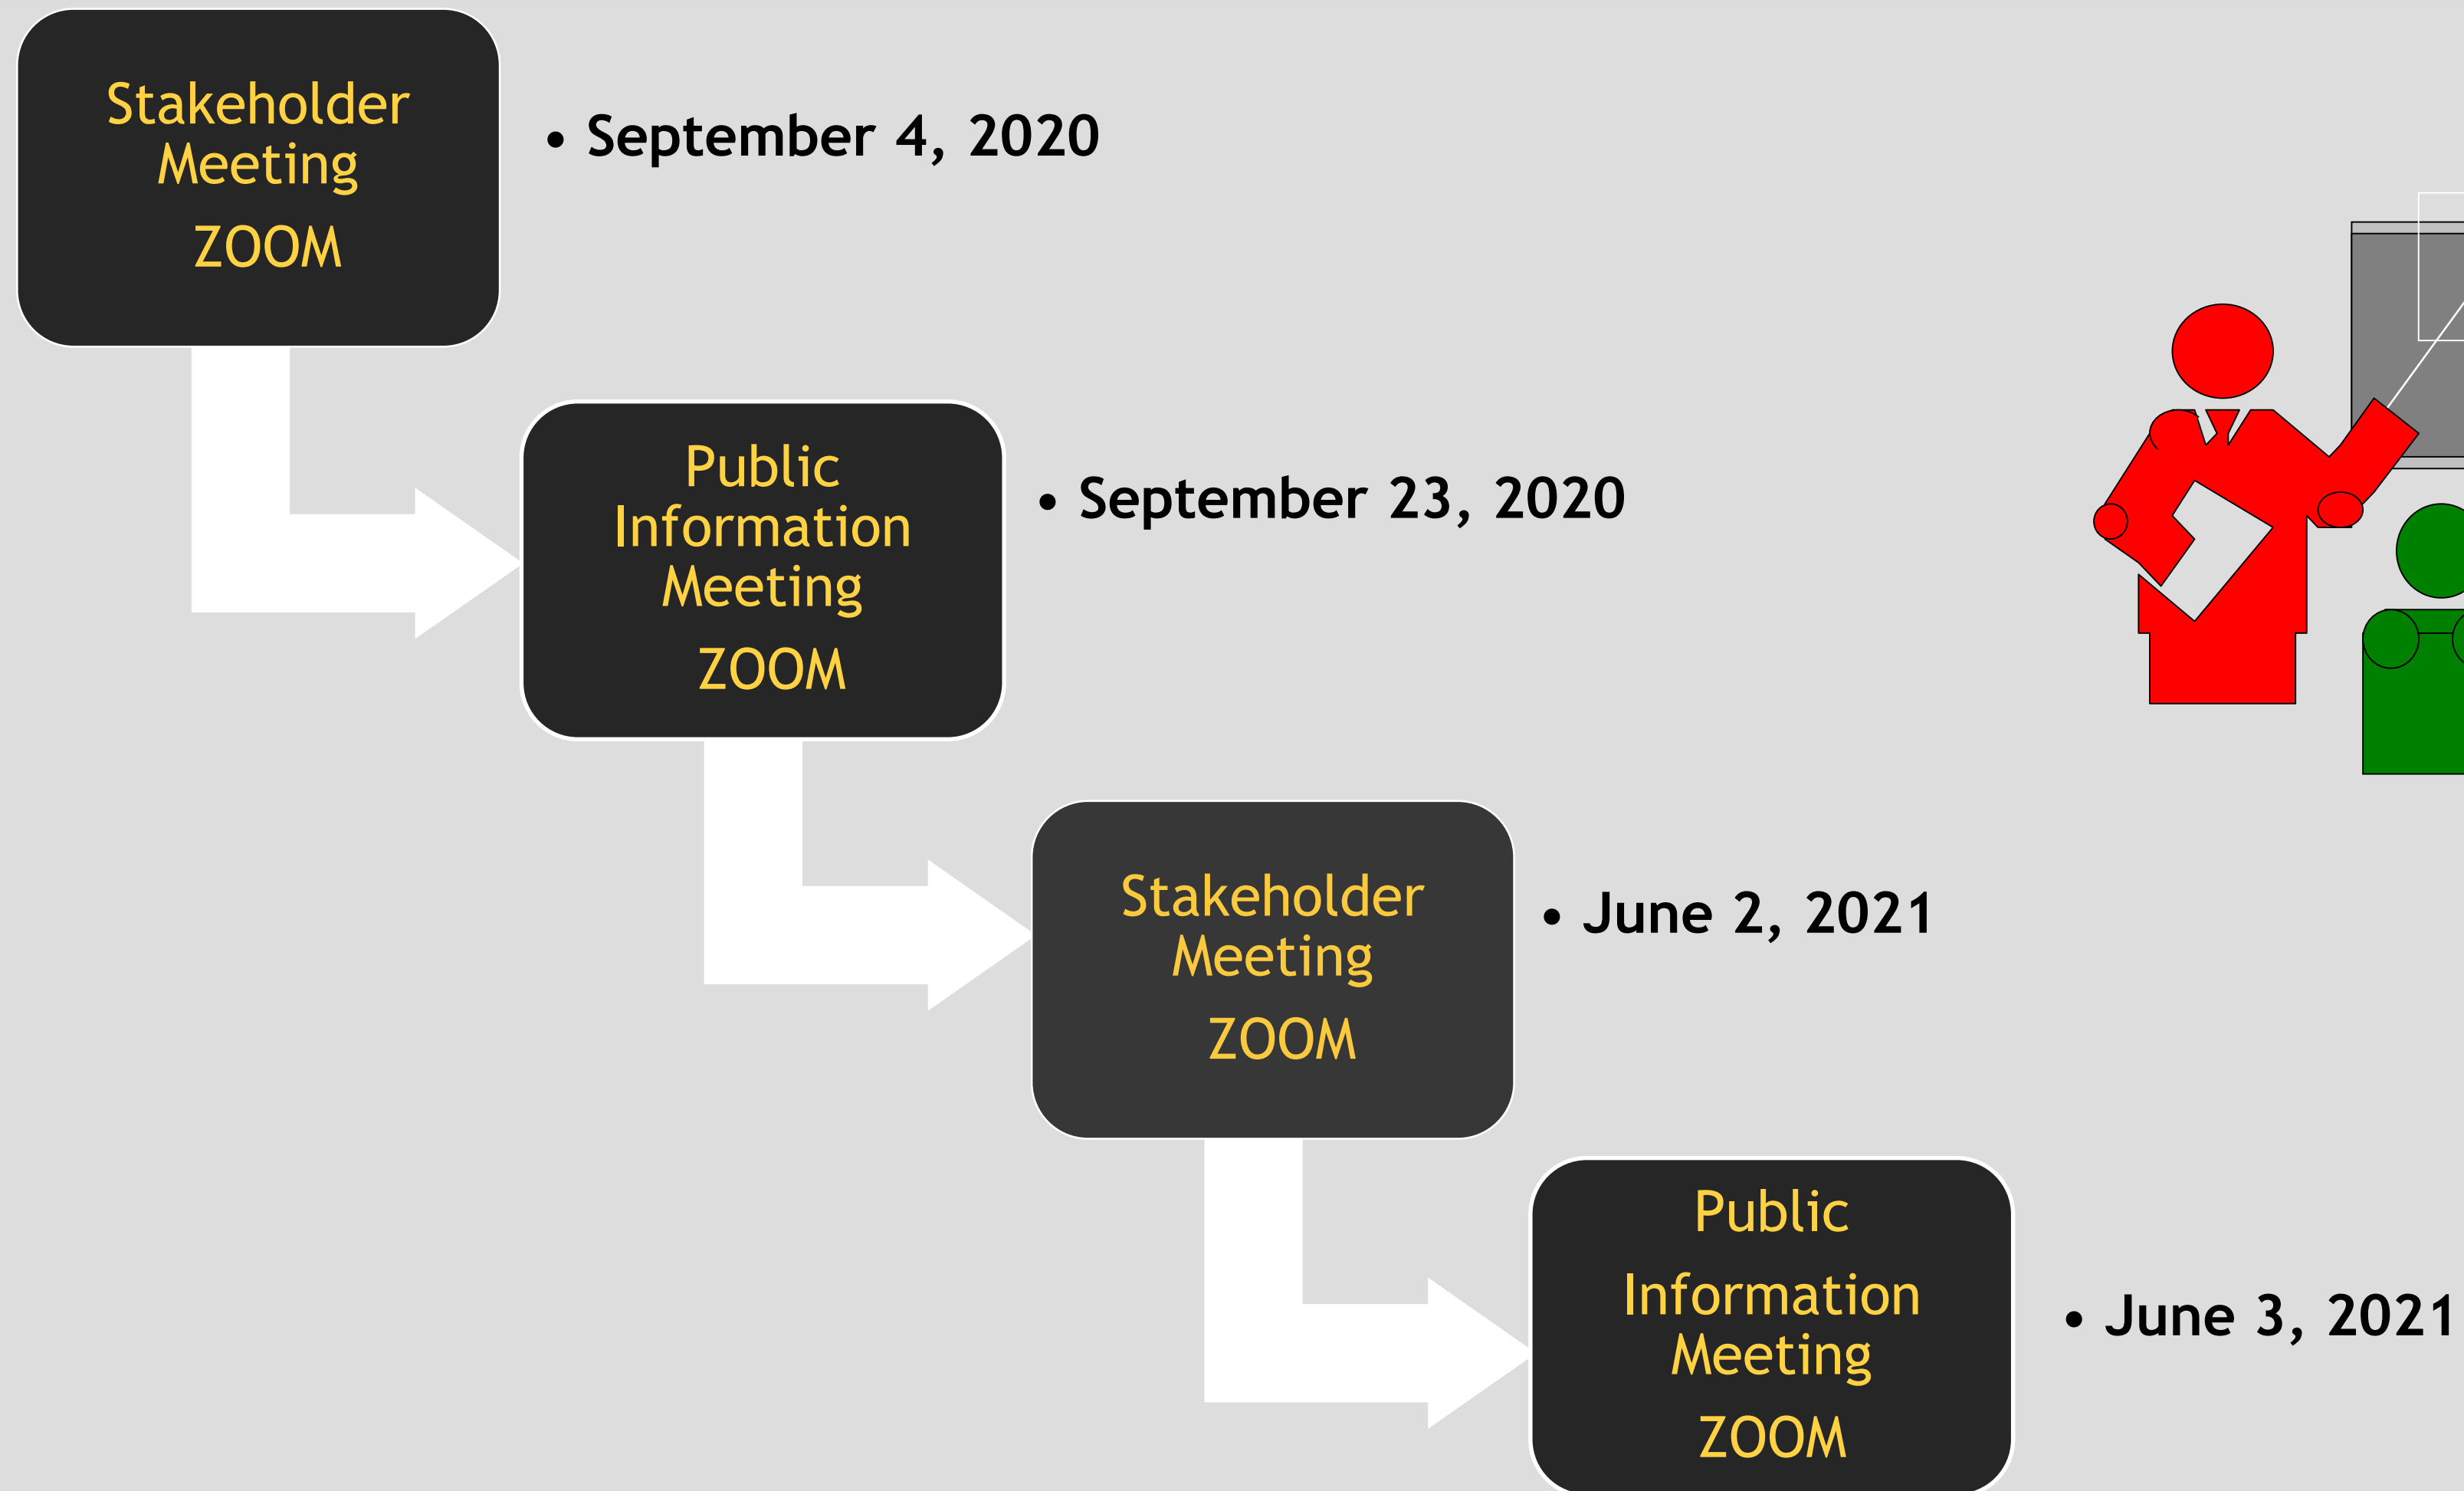 Stakeholder
Meeting
ZOOM
• September 4, 2020
Public
Information
Meeting
ZOOM
• September 23, 2020
Stakeholder
Meeting
ZOOM
• June 2, 2021
Public
Information
Meeting
ZOOM
• June 3, 2021